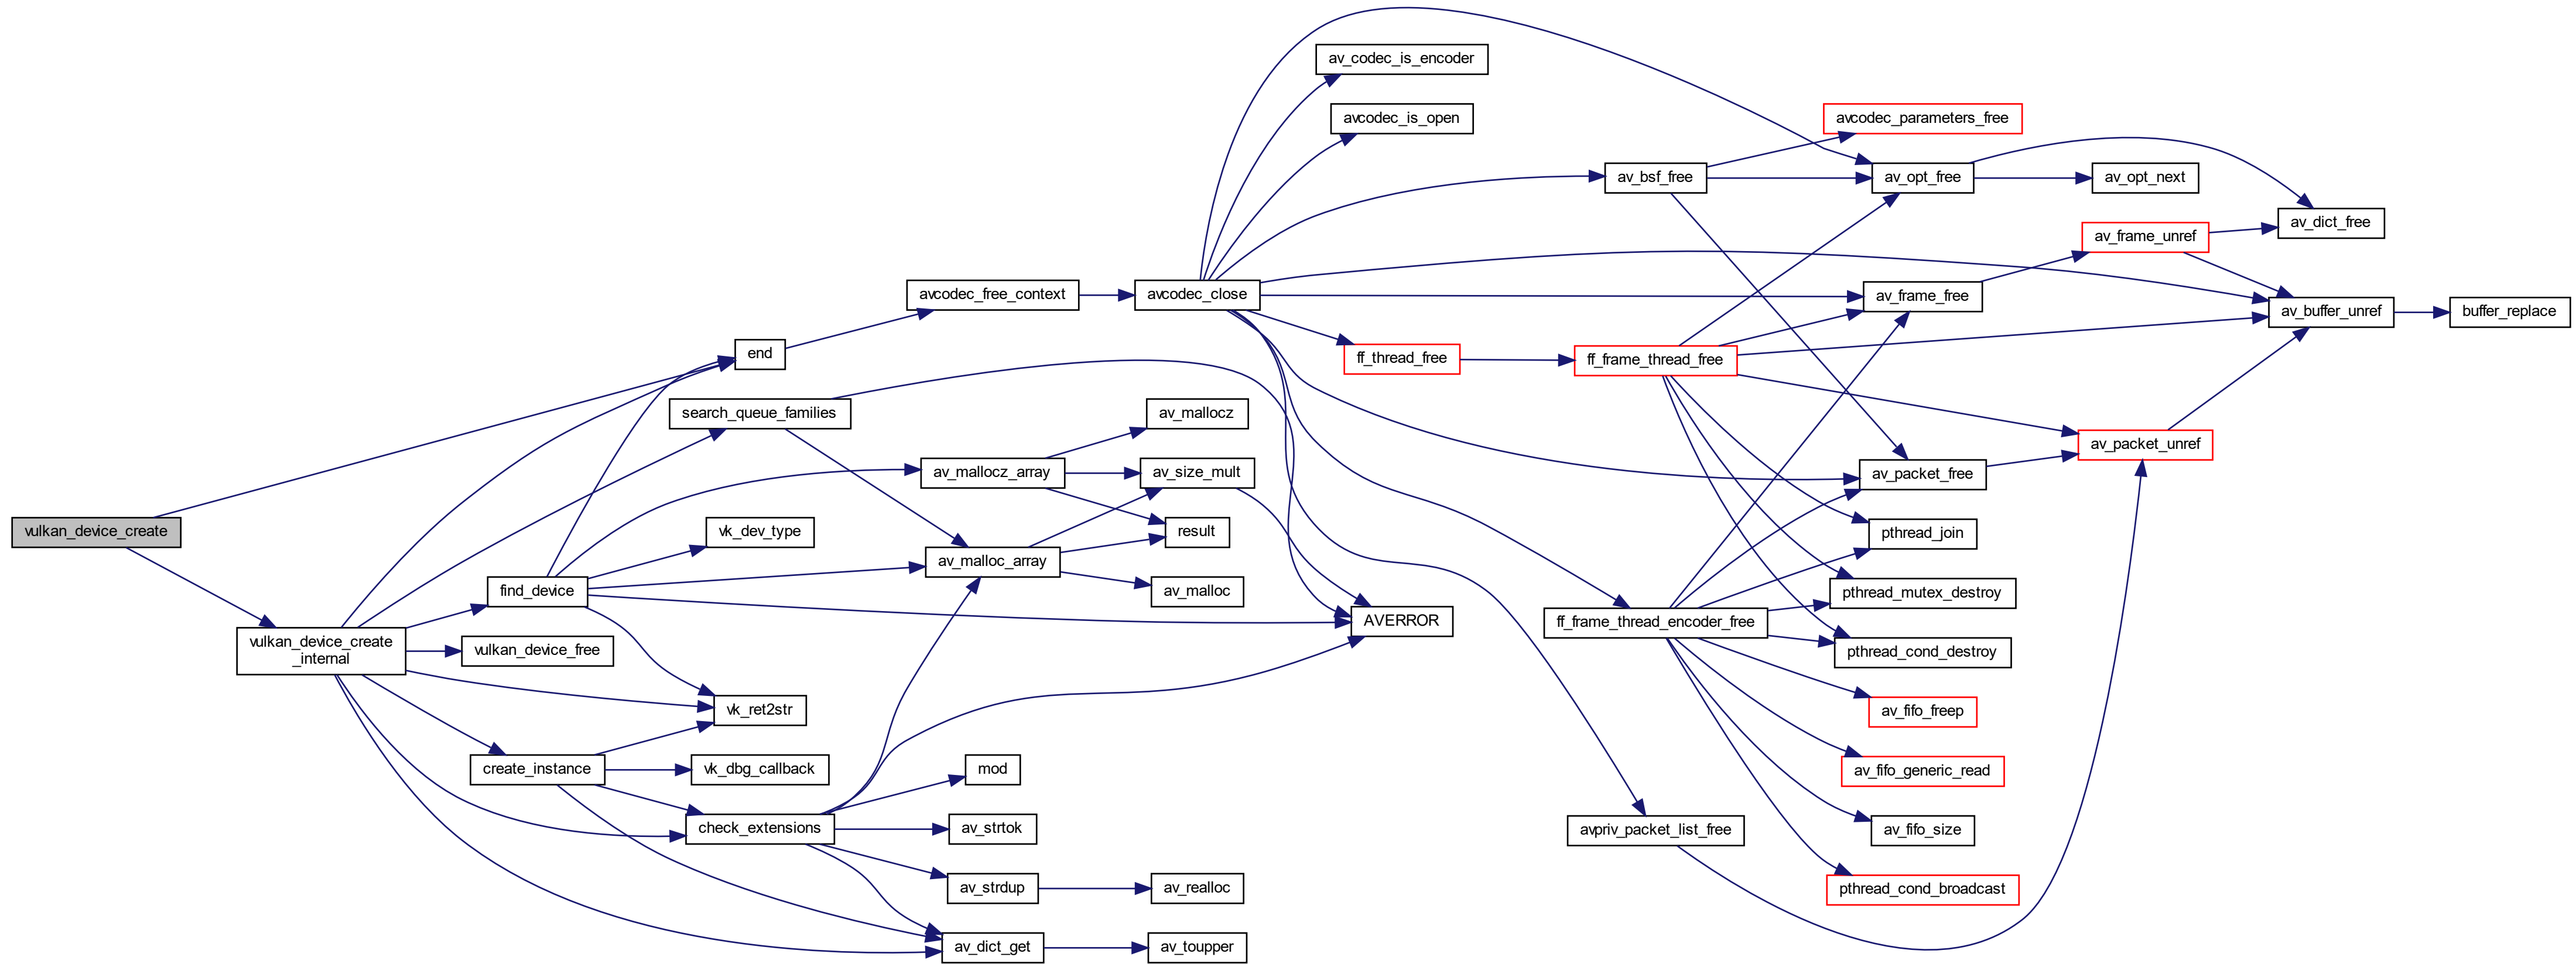 av_codec_is_encoder
avcodec_is_open
avcodec_parameters_free
av_bsf_free
av_opt_free
av_opt_next
av_dict_free
av_frame_unref
avcodec_free_context
avcodec_close
av_frame_free
av_buffer_unref
buffer_replace
end
ff_thread_free
ff_frame_thread_free
search_queue_families
av_mallocz
av_packet_unref
av_mallocz_array
av_size_mult
av_packet_free
vulkan_device_create
vk_dev_type
result
pthread_join
av_malloc_array
find_device
av_malloc
pthread_mutex_destroy
AVERROR
ff_frame_thread_encoder_free
vulkan_device_create
_internal
vulkan_device_free
pthread_cond_destroy
vk_ret2str
av_fifo_freep
create_instance
vk_dbg_callback
mod
av_fifo_generic_read
check_extensions
av_strtok
avpriv_packet_list_free
av_fifo_size
av_strdup
av_realloc
pthread_cond_broadcast
av_dict_get
av_toupper